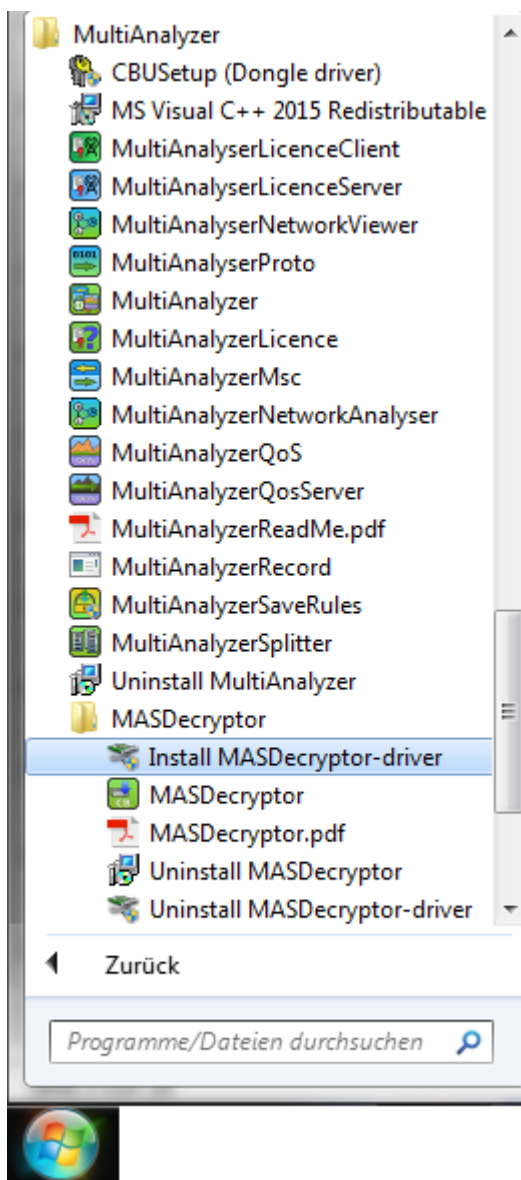 MultiAnalyzer
CBUSetup (Dongle driver)
MS Visual C++ 2015 Redistributable
MultiAnalyserLicenceClient
MultiAnalyserLicenceServer
MultiAnalyserNetworkViewer
MultiAnalyserProto
MultiAnalyzer
MultiAnalyzerLicence
MultiAnalyzerMsc
MultiAnalyzerNetworkAnalyser
MultiAnalyzerQoS
MultiAnalyzerQosServer
MultiAnalyzerReadMe.pdf
MultiAnalyzerRecord
MultiAnalyzerSaveRules
MultiAnalyzerSplitter
Uninstall MultiAnalyzer
MASDecryptor
Install MASDecryptor-driver
MASDecryptor
MASDecryptor.pdf
Uninstall MASDecryptor
Uninstall MASDecryptor-driver
Zurück
Programme/Dateien durchsuchen